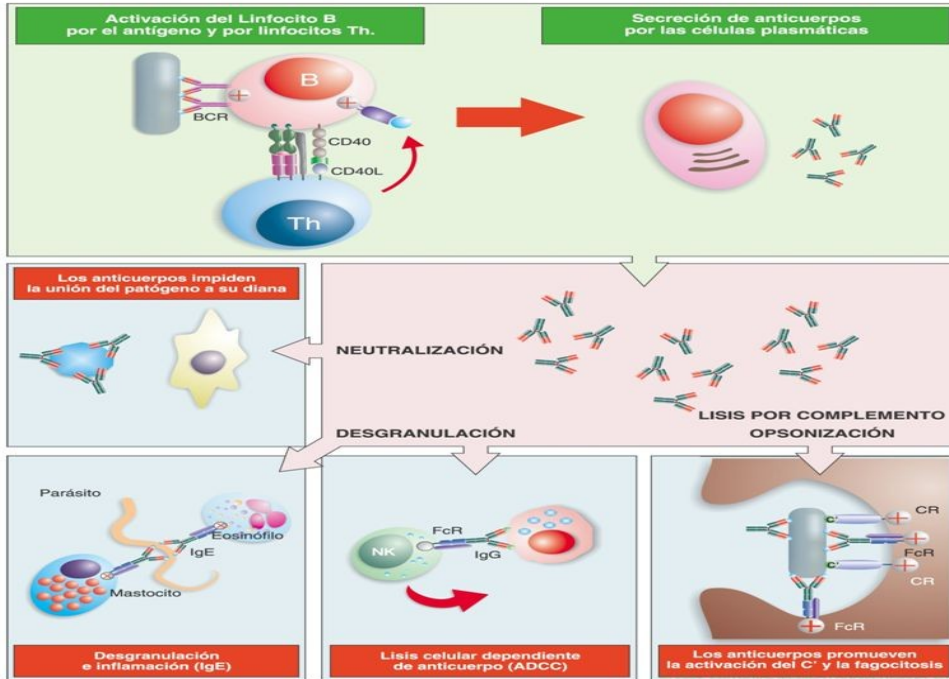 Activación del Linfocito B
por el antígeno y por linfocitos Th.
Secreción de anticuerpos
por las células plasmáticas
B
BCR
CD40
CD40L
Th
Los anticuerpos impiden
la unión del patógeno a su diana
NEUTRALIZACIÓN
LISIS POR COMPLEMENTO
DESGRANULACIÓN
OPSONIZACIÓN
Parásito
Eosinófilo
IgE
Mastocito
Desgranulación
e inflamación (IgE)
NK
FcR
IgG
Lisis celular dependiente
de anticuerpo (ADCC)
C'
CR
FcR
C'
CR
FcR
Los anticuerpos promueven
la activación del C' y la fagocitosis